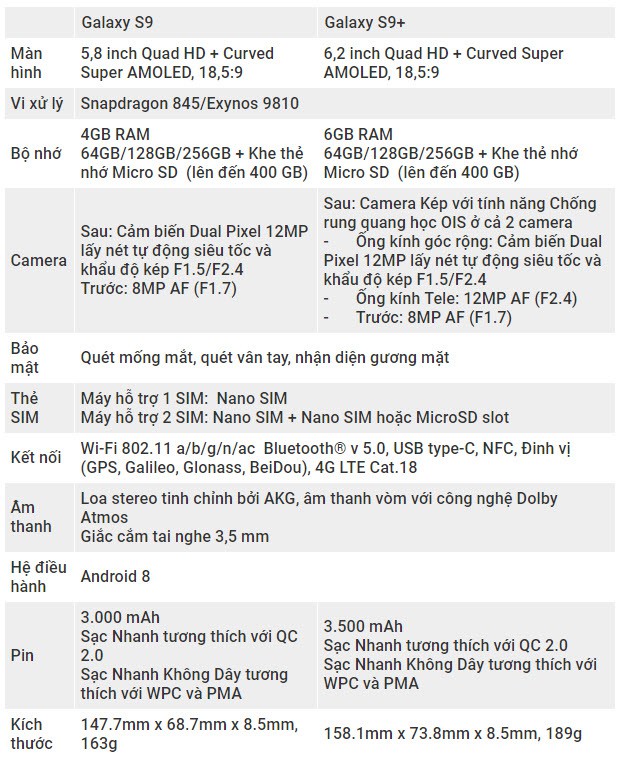 Galaxy S9 Galaxy S9+
Màn hình
5,8 inch Quad HD + Curved
Super AMOLED, 18,5:9
6,2 inch Quad HD + Curved Super
AMOLED, 18,5:9
Vi xử lý
Snapdragon 845/Exynos 9810
Bộ nhớ
4GB RAM
64GB/128GB/256GB + Khe thẻ
nhớ Micro SD (lên đến 400 GB)
6GB RAM
64GB/128GB/256GB + Khe thẻ nhớ
Micro SD (lên đến 400 GB)
Camera
Sau: Cảm biến Dual Pixel 12MP
lấy nét tự động siêu tốc và
khẩu độ kép F1.5/F2.4
Trước: 8MP AF (F1.7)
Sau: Camera Kép với tính năng Chống
rung quang học OIS ở cả 2 camera
- Ống kính góc rộng: Cảm biến Dual
Pixel 12MP lấy nét tự động siêu tốc và
khẩu độ kép F1.5/F2.4
- Ống kính Tele: 12MP AF (F2.4)
- Trước: 8MP AF (F1.7)
Bảo
mật
Quét mống mắt, quét vân tay, nhận diện gương mặt
Thẻ
SIM
Máy hỗ trợ 1 SIM: Nano SIM
Máy hỗ trợ 2 SIM: Nano SIM + Nano SIM hoặc MicroSD slot
Kết nối
Wi-Fi 802.11 a/b/g/n/ac Bluetooth® v 5.0, USB type-C, NFC, Đinh vị
(GPS, Galileo, Glonass, BeiDou), 4G LTE Cat.18
Âm
thanh
Loa stereo tinh chỉnh bởi AKG, âm thanh vòm với công nghệ Dolby
Atmos
Giắc cắm tai nghe 3,5 mm
Hệ điều
hành
Android 8
Pin
3.000 mAh
Sạc Nhanh tương thích với QC
2.0
Sạc Nhanh Không Dây tương
thích với WPC và PMA
3.500 mAh
Sạc Nhanh tương thích với QC 2.0
Sạc Nhanh Không Dây tương thích với
WPC và PMA
Kích
thước
147.7mm x 68.7mm x 8.5mm,
163g
158.1mm x 73.8mm x 8.5mm, 189g